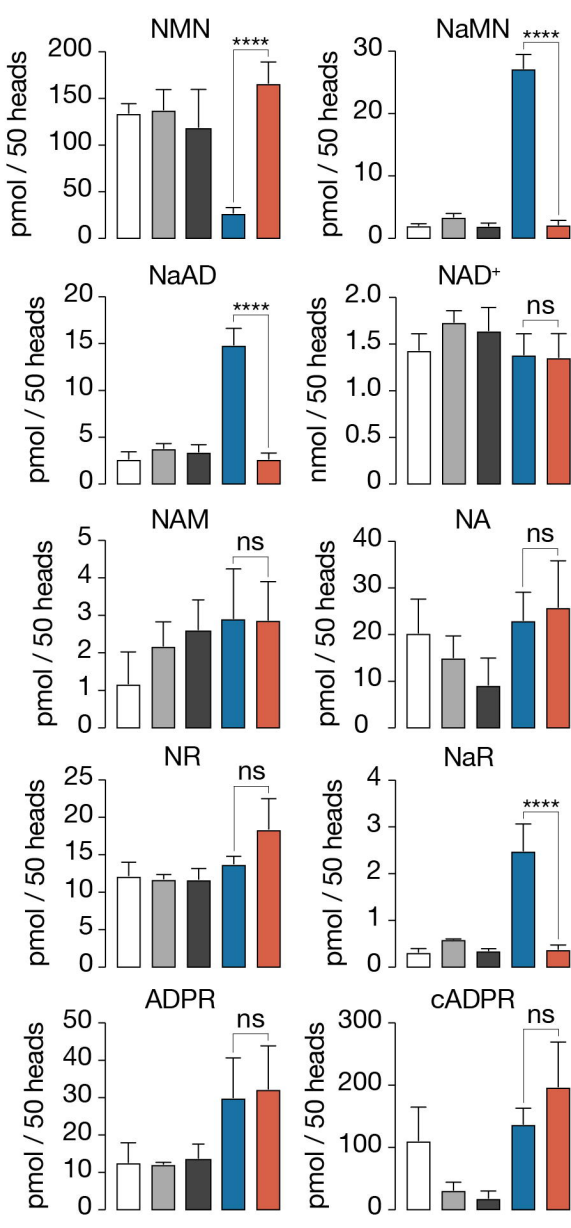 NMN
pmol / 50 heads
200
150
100
50
0
****
NaMN
pmol / 50 heads
30
20
10
0
****
NaAD
pmol / 50 heads
20
15
10
5
0
****
NAD+
nmol / 50 heads
2.0
1.5
1.0
0.5
0
ns
NAM
pmol / 50 heads
5
4
3
2
1
0
ns
NA
pmol / 50 heads
40
30
20
10
0
ns
NR
pmol / 50 heads
25
20
15
10
5
0
ns
NaR
pmol / 50 heads
4
3
2
1
0
****
ADPR
pmol / 50 heads
50
40
30
20
10
0
ns
cADPR
pmol / 50 heads
300
200
100
0
ns